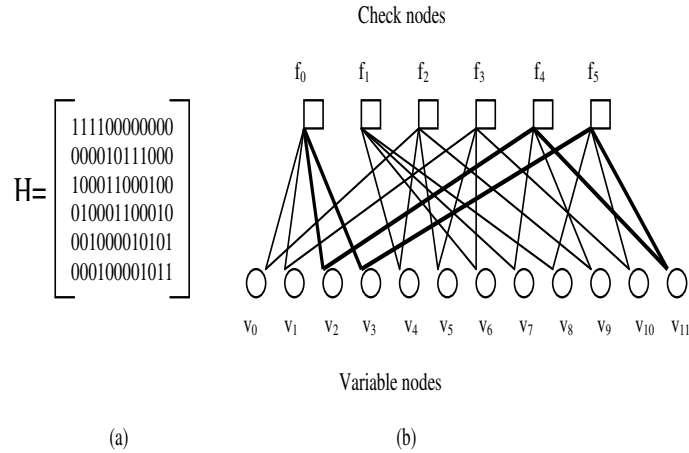 Check nodes
f0 f1 f2 f3 f4 f5
111100000000
000010111000
100011000100
H= 010001100010
001000010101
000100001011
v0 v1 v2 v3 v4 v5 v6 v7 v8 v9 v10 v11
Variable nodes
(a) (b)